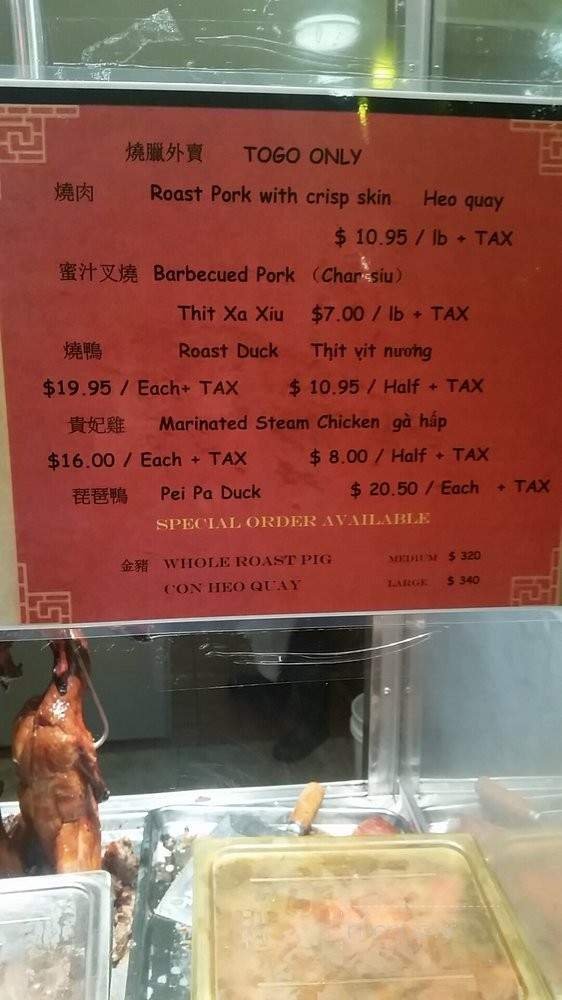 燒臘外賣 TOGO ONLY
燒肉 Roast Pork with crisp skin Heo quay
$ 10.95 / lb + TAX
蜜汁叉燒 Barbecued Pork (Char siu)
Thit Xa Xiu $7.00 / lb + TAX
燒鴨 Roast Duck Thịt vịt nương
$19.95 / Each+ TAX $ 10.95 / Half + TAX
貴妃雞 Marinated Steam Chicken gà hấp
$16.00 / Each + TAX $ 8.00 / Half + TAX
琵琶鴨 Pei Pa Duck $ 20.50 / Each + TAX
SPECIAL ORDER AVAILABLE
金豬 WHOLE ROAST PIG MEDIUM $ 320
CON HEO QUAY LARGE $ 340